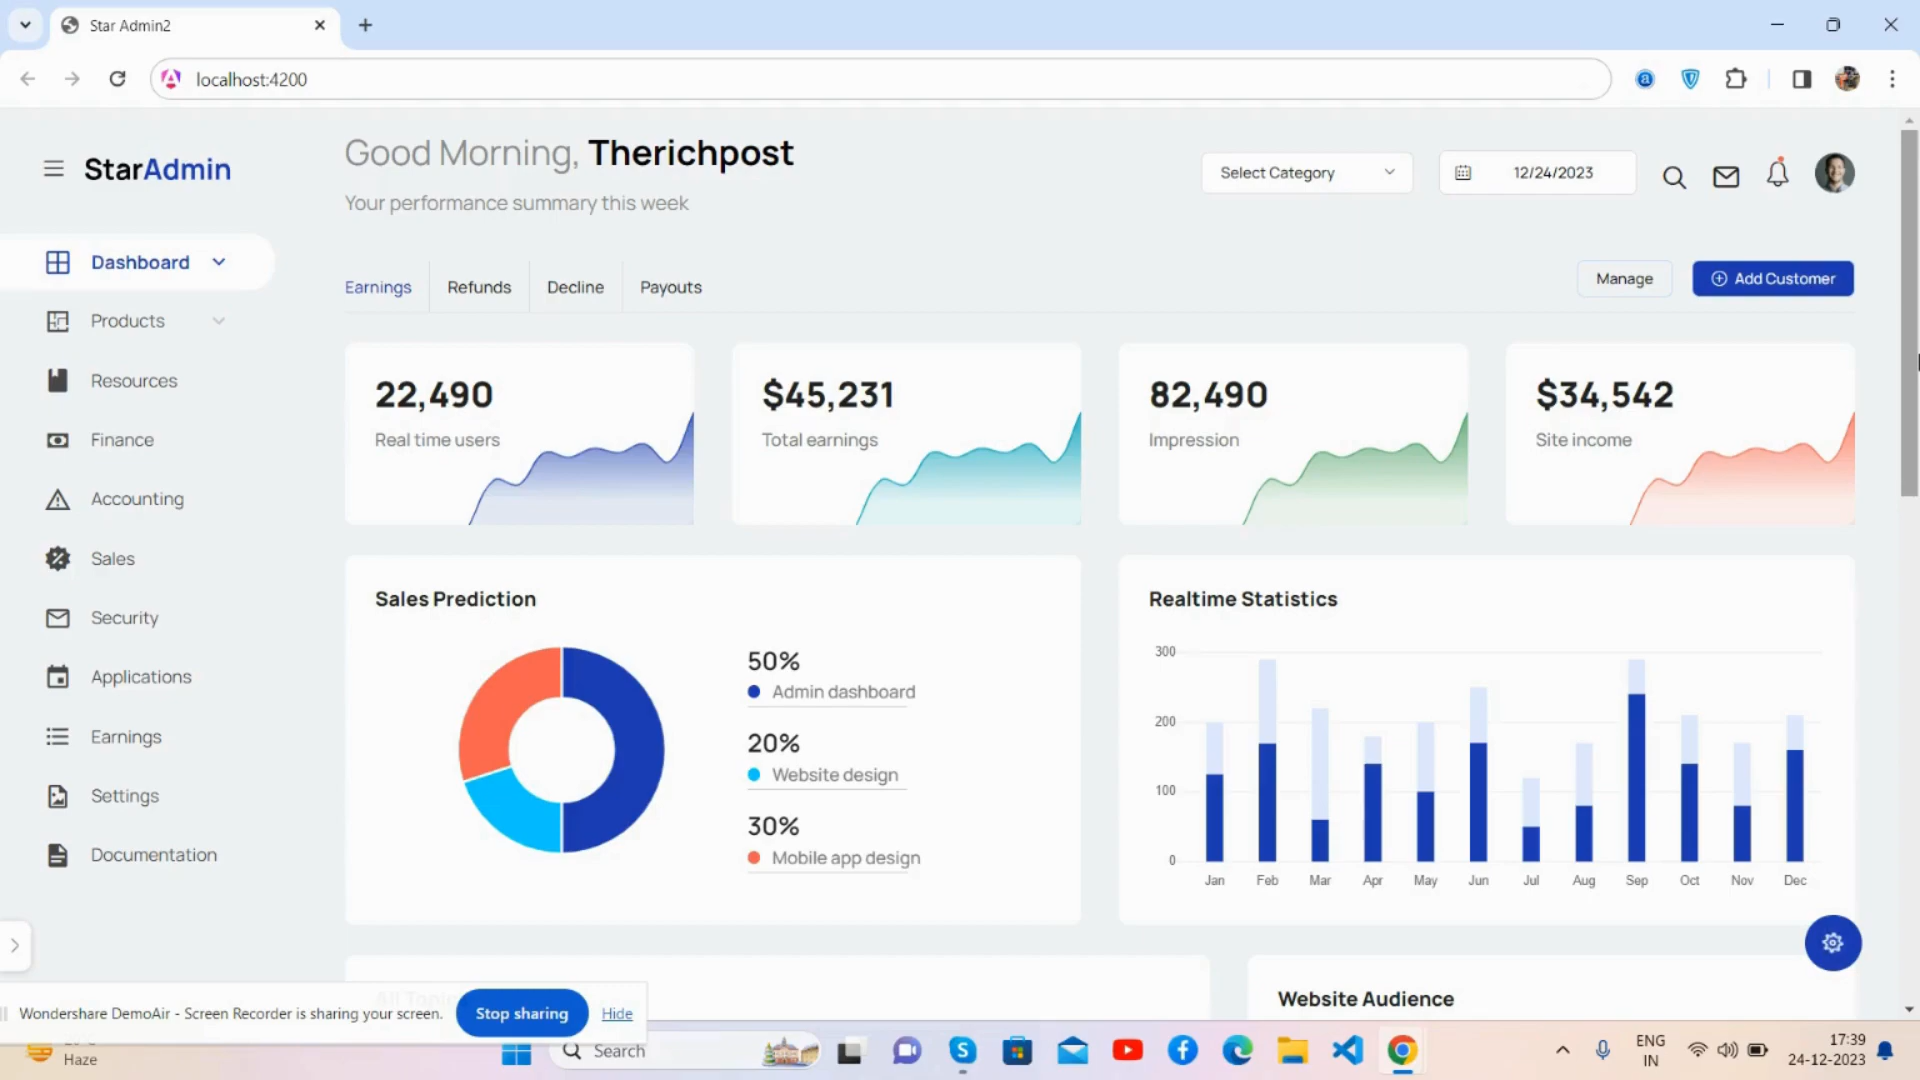 Star Admin2
localhost:4200
StarAdmin
Good Morning, Therichpost
Your performance summary this week
Select Category
12/24/2023
Dashboard
Products
Resources
Finance
Accounting
Sales
Security
Applications
Earnings
Settings
Documentation
Earnings Refunds Decline Payouts
Manage Add Customer
22,490
Real time users
$45,231
Total earnings
82,490
Impression
$34,542
Site income
Sales Prediction
50%
Admin dashboard
20%
Website design
30%
Mobile app design
Realtime Statistics
300
200
100
0
Jan Feb Mar Apr May Jun Jul Aug Sep Oct Nov Dec
Website Audience
Wondershare DemoAir - Screen Recorder is sharing your screen. Stop sharing Hide
Haze
Search
ENG
IN
17:39
24-12-2023